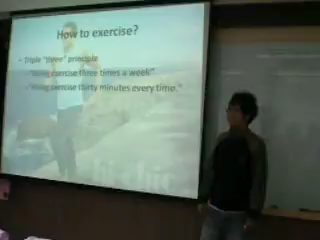 How to exercise?
- Triple "three" principle
- "Doing exercise three times a week"
- "Doing exercise thirty minutes every time."